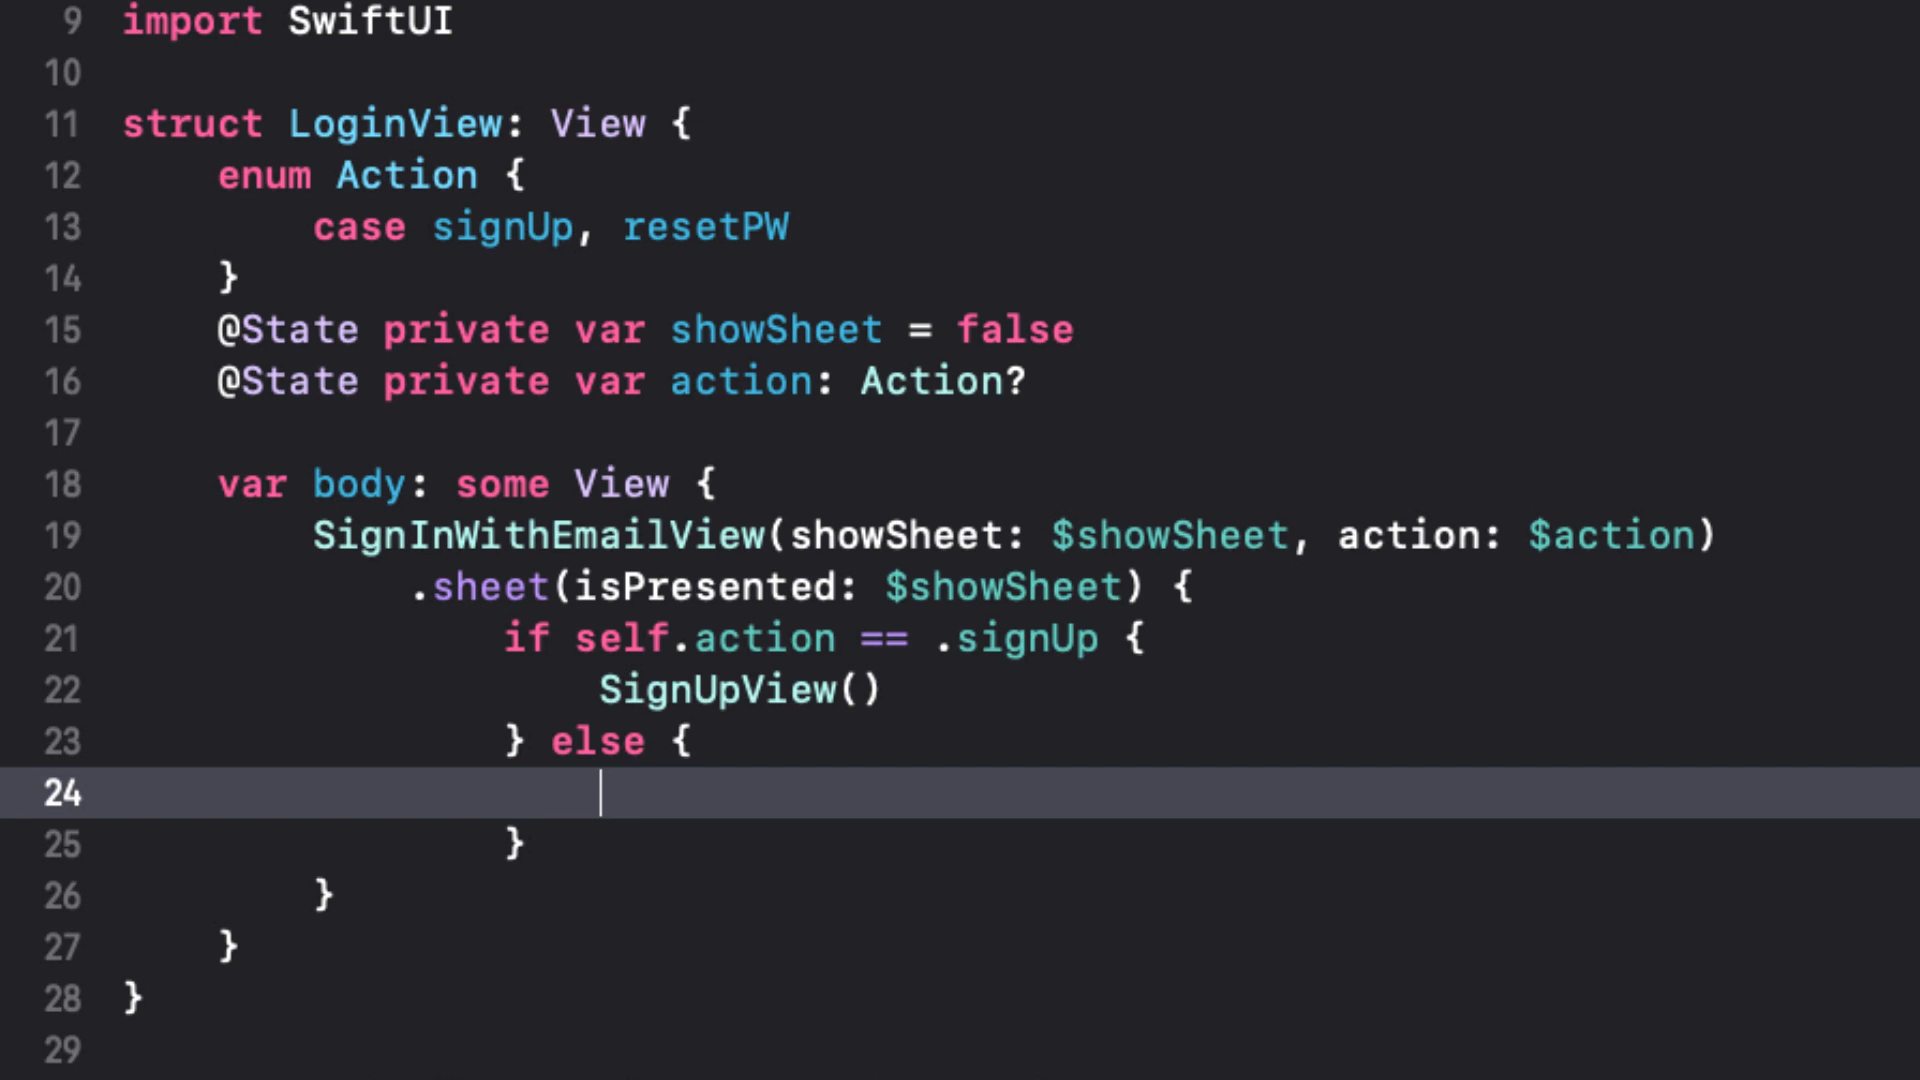 9 import SwiftUI
10
11 struct LoginView: View {
12     enum Action {
13         case signUp, resetPW
14     }
15     @State private var showSheet = false
16     @State private var action: Action?
17
18     var body: some View {
19         SignInWithEmailView(showSheet: $showSheet, action: $action)
20             .sheet(isPresented: $showSheet) {
21                 if self.action == .signUp {
22                     SignUpView()
23                 } else {
24
25                 }
26         }
27     }
28 }
29